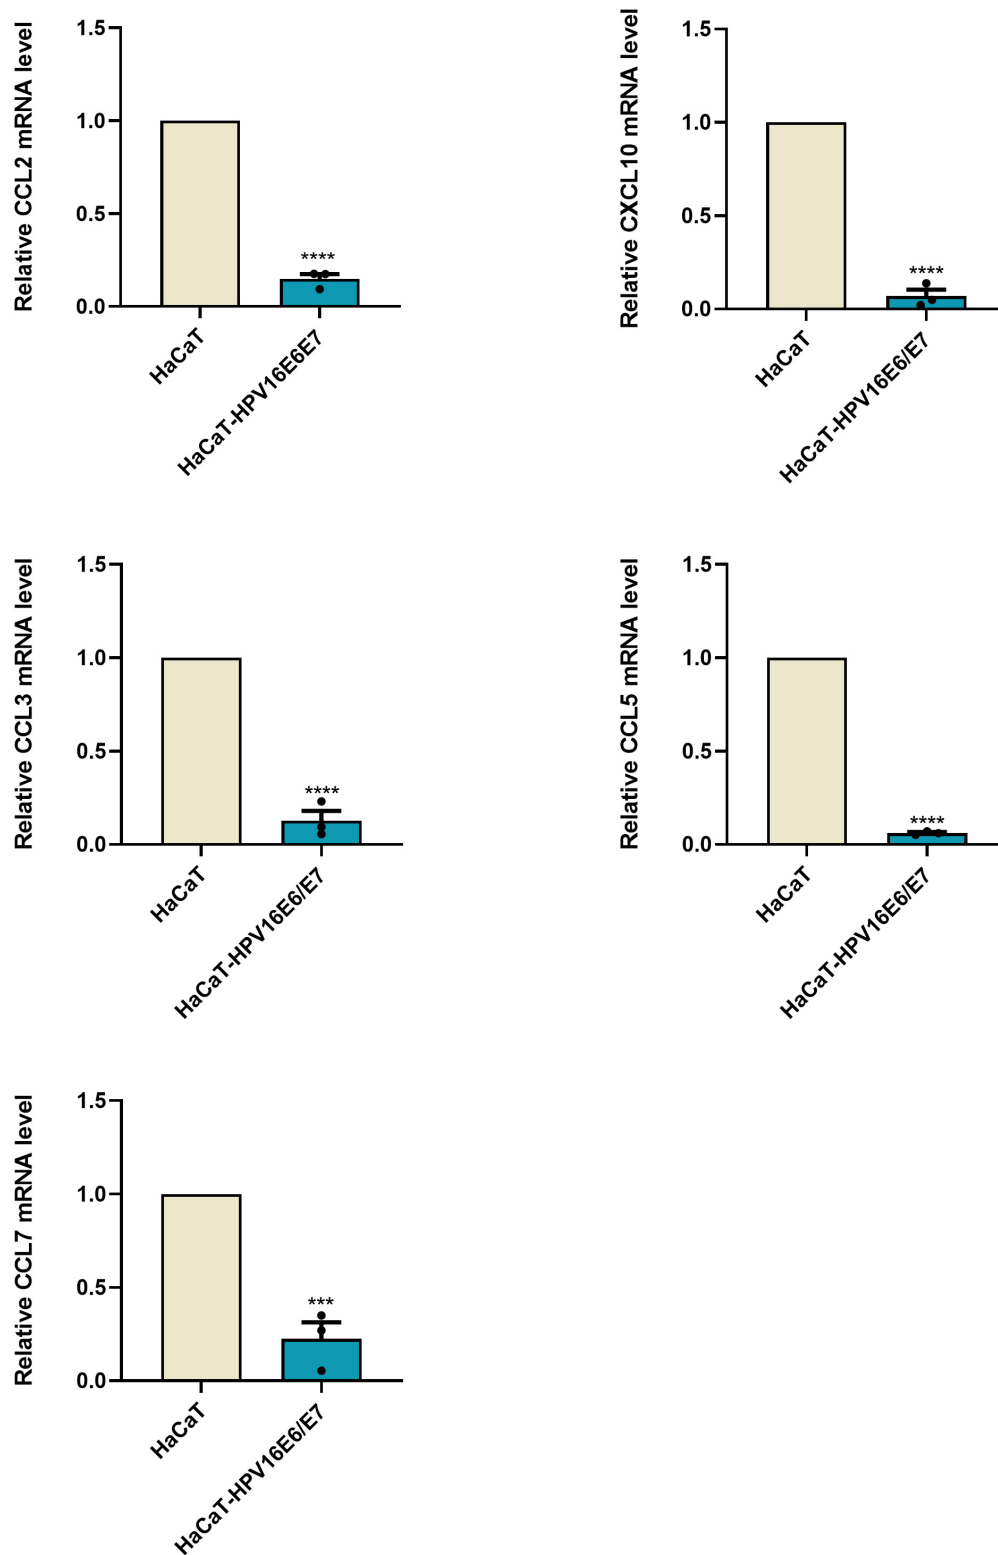 Relative CCL2 mRNA level
1.5
1.0
0.5
0.0
****
HaCaT
HaCaT-HPV16E6E7
Relative CXCL10 mRNA level
1.5
1.0
0.5
0.0
****
HaCaT
HaCaT-HPV16E6/E7
Relative CCL3 mRNA level
1.5
1.0
0.5
0.0
****
HaCaT
HaCaT-HPV16E6/E7
Relative CCL5 mRNA level
1.5
1.0
0.5
0.0
****
HaCaT
HaCaT-HPV16E6/E7
Relative CCL7 mRNA level
1.5
1.0
0.5
0.0
***
HaCaT
HaCaT-HPV16E6/E7